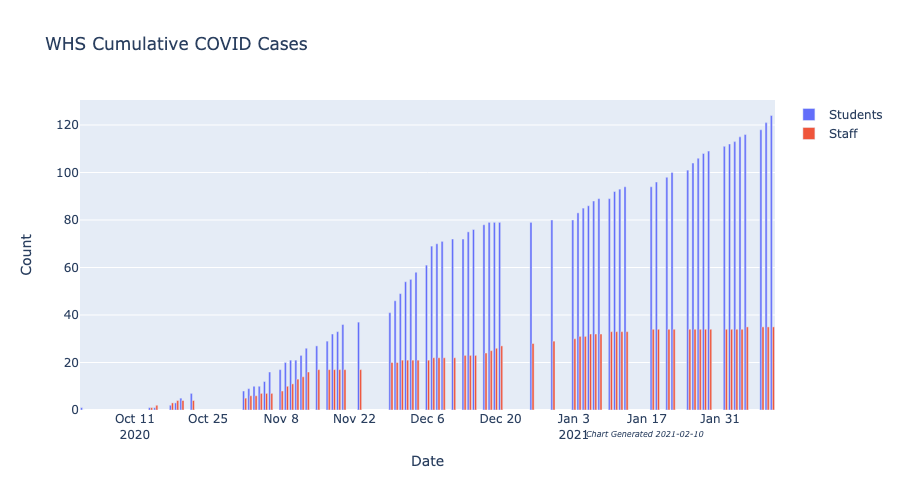 WHS Cumulative COVID Cases
Students
Staff
120
100
80
60
40
20
0
Count
Oct 11
2020
Oct 25
Nov 8
Nov 22
Dec 6
Dec 20
Jan 3
2021
Jan 17
Jan 31
Chart Generated 2021-02-10
Date